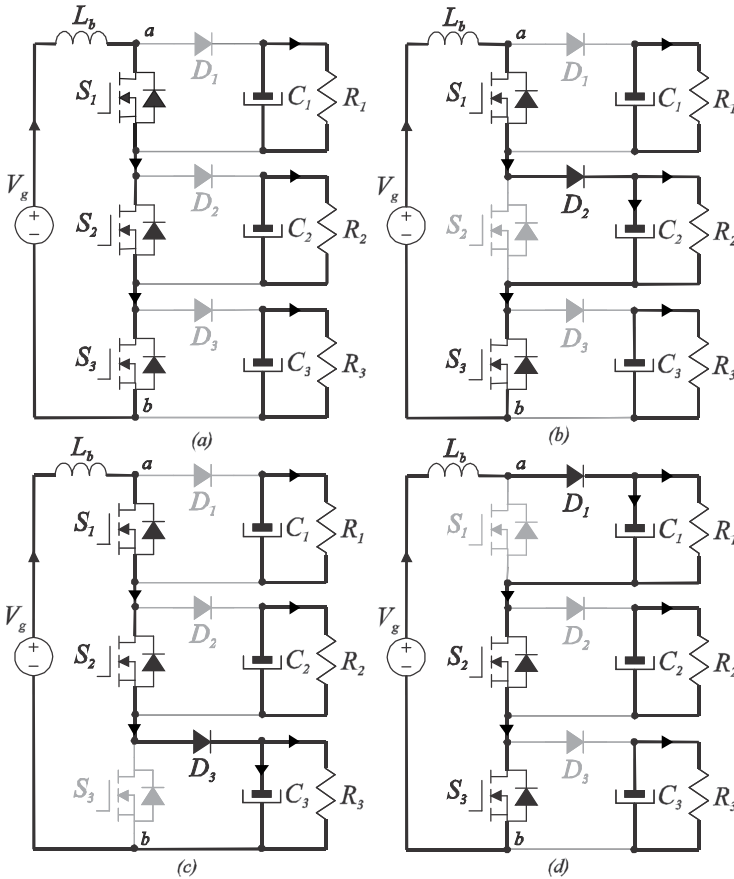 L_b a
D_1
S_1 C_1 R_1
V_g D_2
S_2 C_2 R_2
D_3
S_3 C_3 R_3
b
(a)
L_b a
D_1
S_1 C_1 R_1
V_g D_2
S_2 C_2 R_2
D_3
S_3 C_3 R_3
b
(b)
L_b a
D_1
S_1 C_1 R_1
V_g D_2
S_2 C_2 R_2
D_3
S_3 C_3 R_3
b
(c)
L_b a
D_1
S_1 C_1 R_1
V_g D_2
S_2 C_2 R_2
D_3
S_3 C_3 R_3
b
(d)